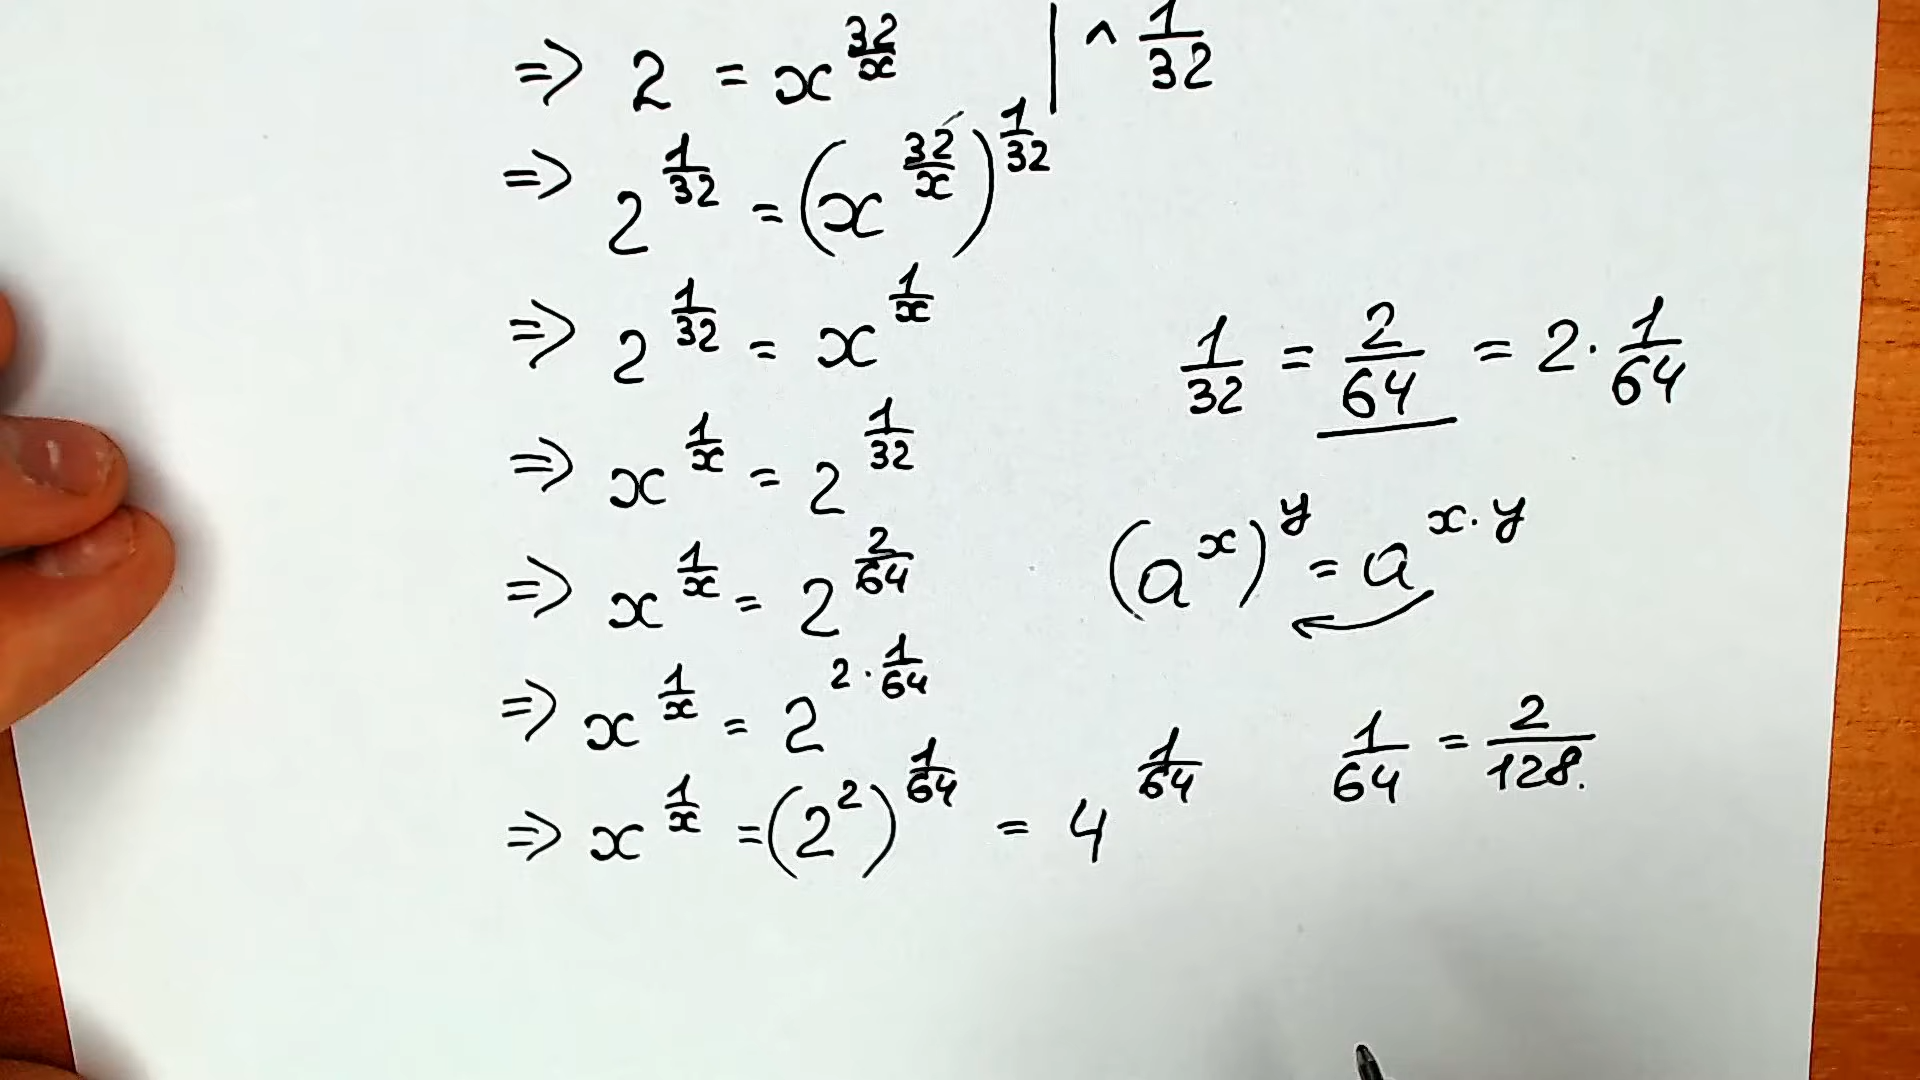 => 2 = x^(32/x) | ^ 1/32
=> 2^(1/32) = (x^(32/x))^(1/32)
=> 2^(1/32) = x^(1/x)
1/32 = 2/64 = 2 · 1/64
=> x^(1/x) = 2^(1/32)
(a^x)^y = a^(x·y)
=> x^(1/x) = 2^(2/64)
=> x^(1/x) = 2^(2·1/64)
=> x^(1/x) = (2^2)^(1/64) = 4^(1/64)
1/64 = 2/128.